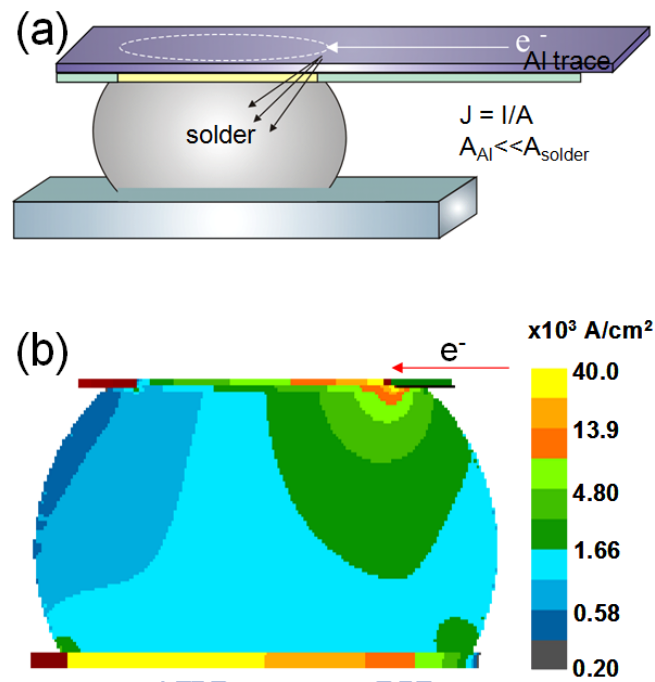 (a)
e⁻
Al trace
solder
J = I/A
A_Al<<A_solder
(b)
e⁻
x10³ A/cm²
40.0
13.9
4.80
1.66
0.58
0.20